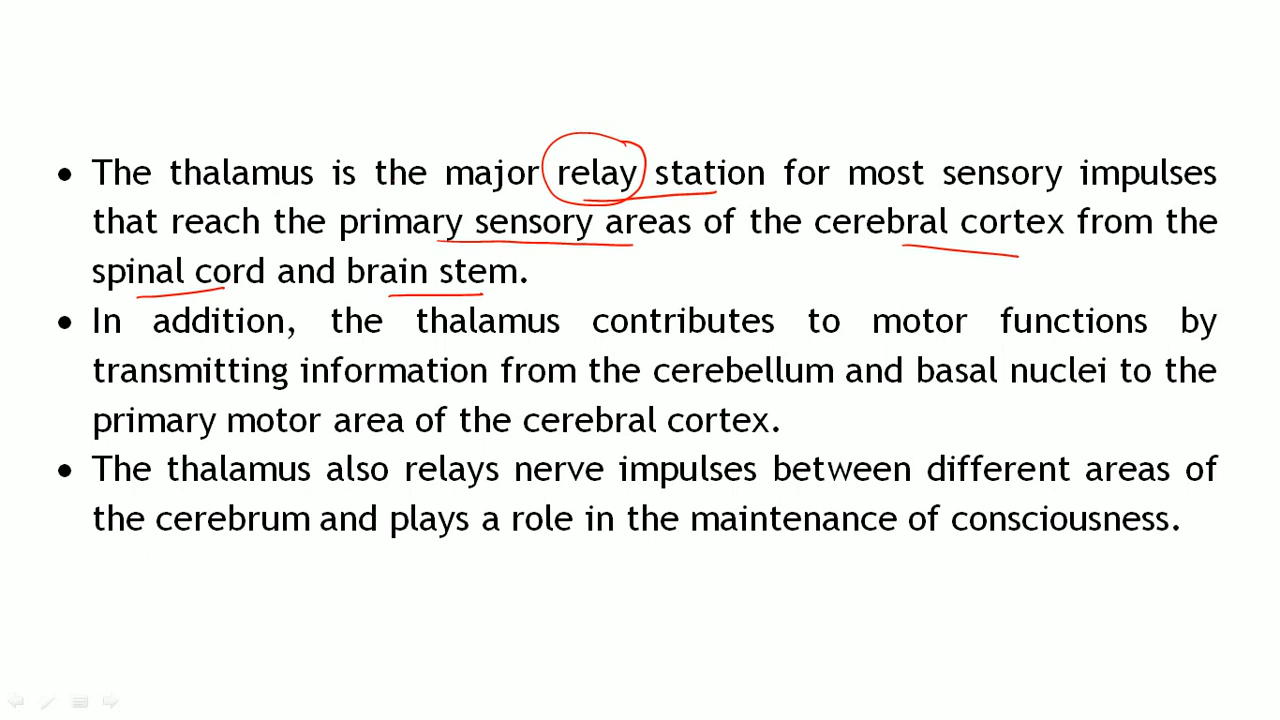 • The thalamus is the major relay station for most sensory impulses
that reach the primary sensory areas of the cerebral cortex from the
spinal cord and brain stem.
• In addition, the thalamus contributes to motor functions by
transmitting information from the cerebellum and basal nuclei to the
primary motor area of the cerebral cortex.
• The thalamus also relays nerve impulses between different areas of
the cerebrum and plays a role in the maintenance of consciousness.